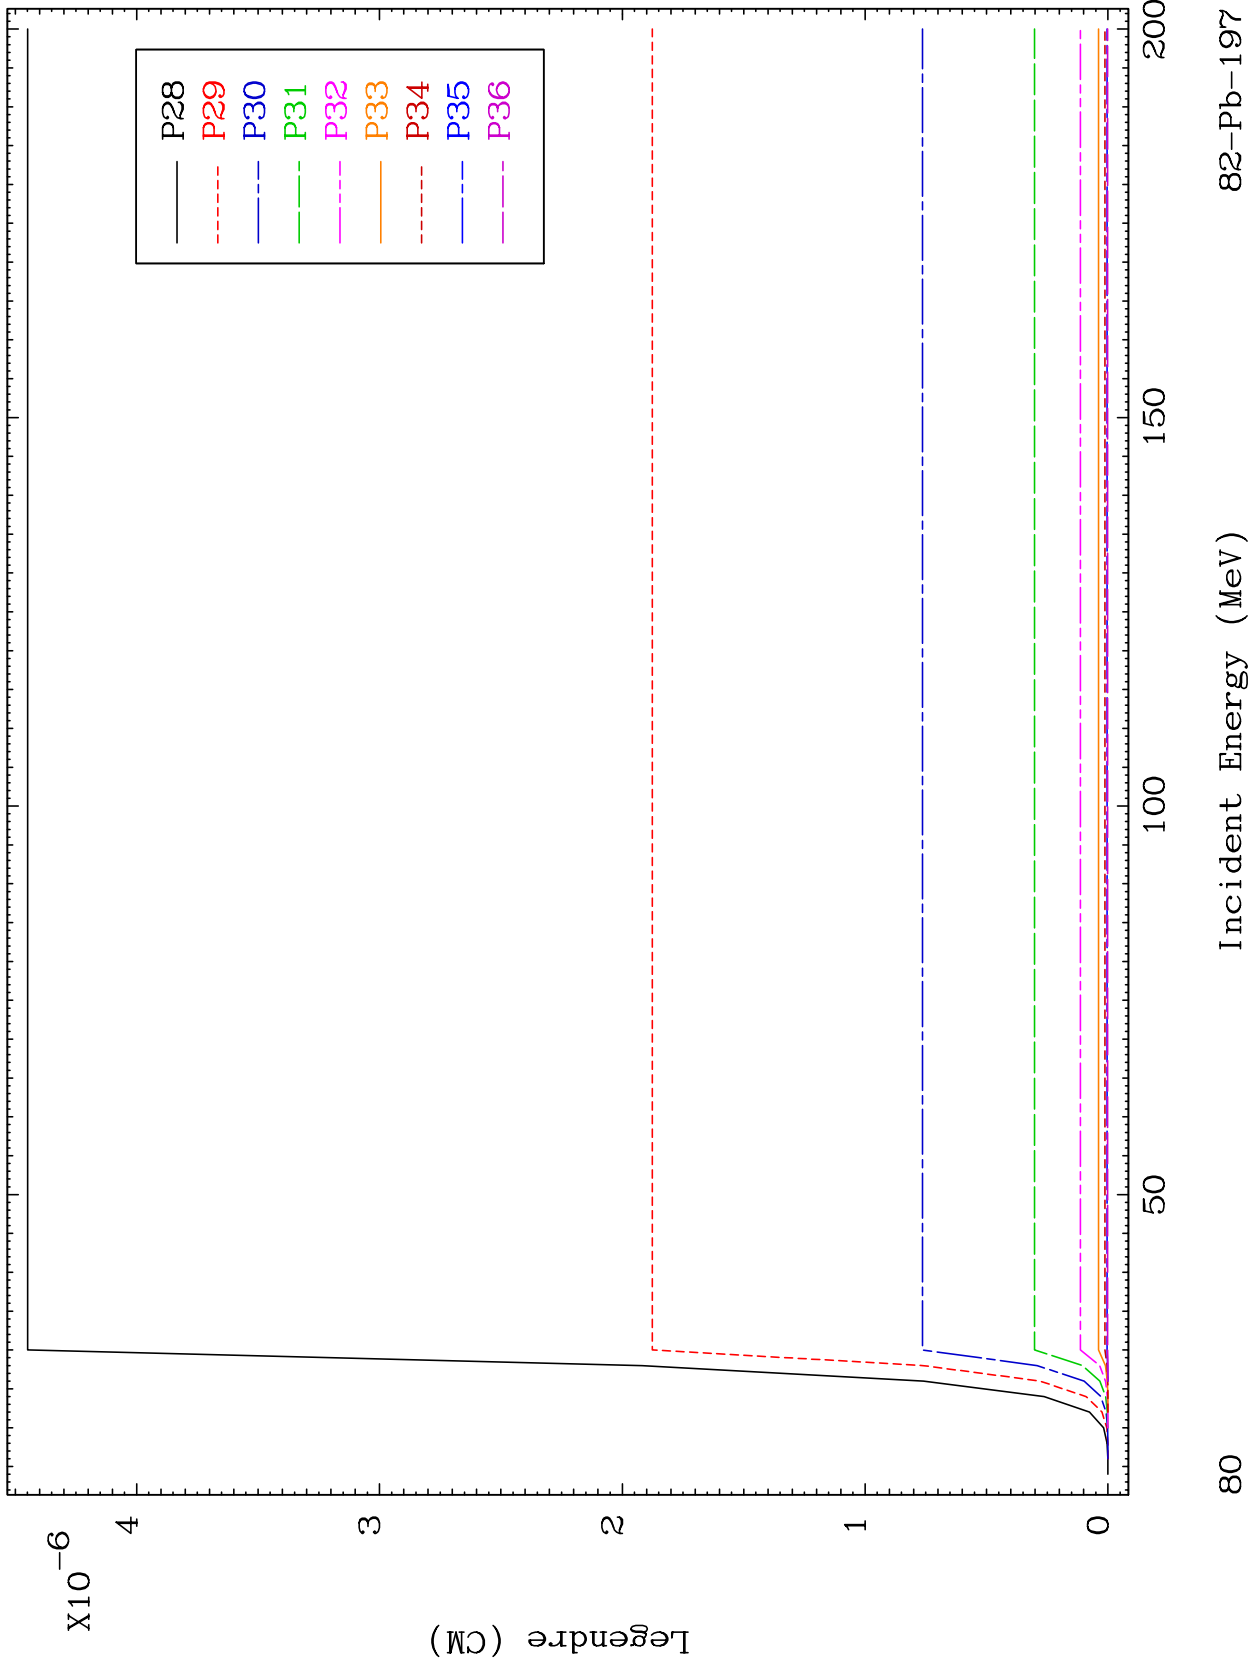 X10-6
Legendre (CM)
4
3
2
1
0
P28
P29
P30
P31
P32
P33
P34
P35
P36
50
100
150
200
Incident Energy (MeV)
80
82-Pb-197